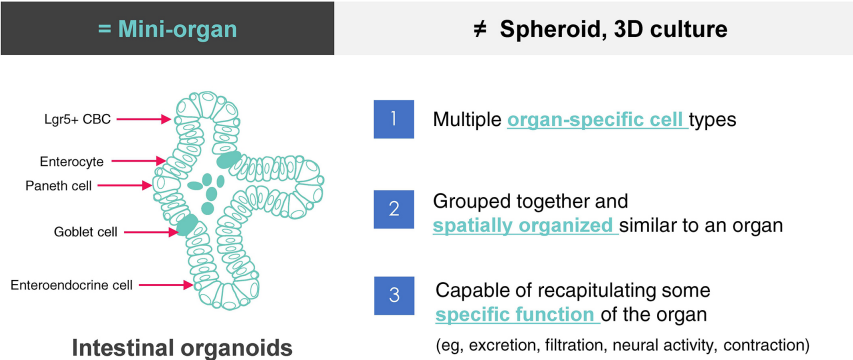 = Mini-organ
≠ Spheroid, 3D culture
Lgr5+ CBC
Enterocyte
Paneth cell
Goblet cell
Enteroendocrine cell
Intestinal organoids
1
Multiple organ-specific cell types
2
Grouped together and
spatially organized similar to an organ
3
Capable of recapitulating some
specific function of the organ
(eg, excretion, filtration, neural activity, contraction)